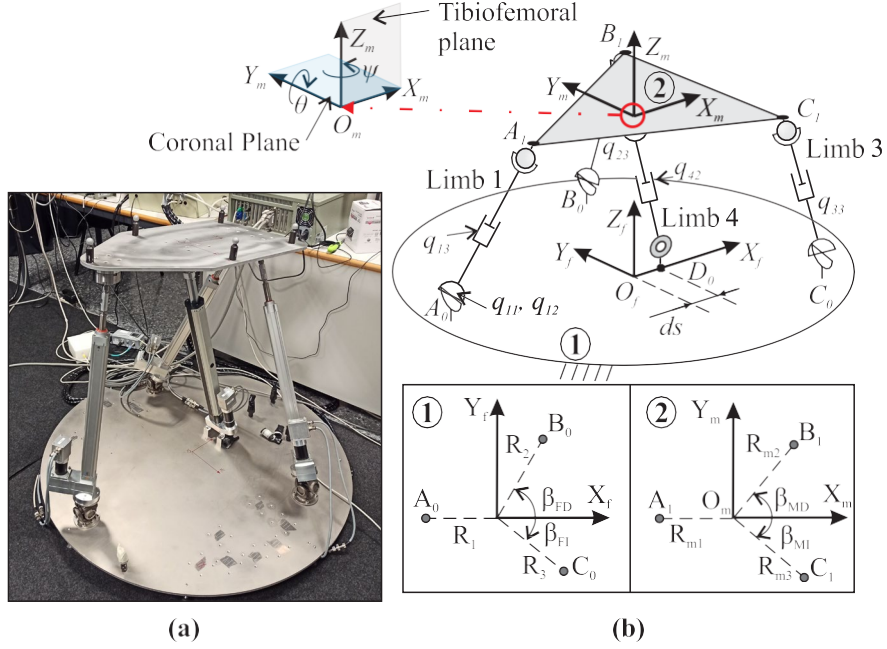 Tibiofemoral
plane
Z_m
Y_m
ψ
θ
X_m
O_m
Coronal Plane
B_1
Z_m
Y_m
2
X_m
A_1
C_1
q_23
q_42
Limb 1
Limb 3
B_0
Z_f
Limb 4
q_33
q_13
Y_f
X_f
D_0
A_0
q_11, q_12
O_f
C_0
ds
1
1
Y_f
B_0
R_2
β_FD
X_f
A_0
R_1
β_FI
R_3
C_0
2
Y_m
B_1
R_m2
β_MD
X_m
A_1
O_m
R_m1
β_MI
R_m3
C_1
(a)
(b)